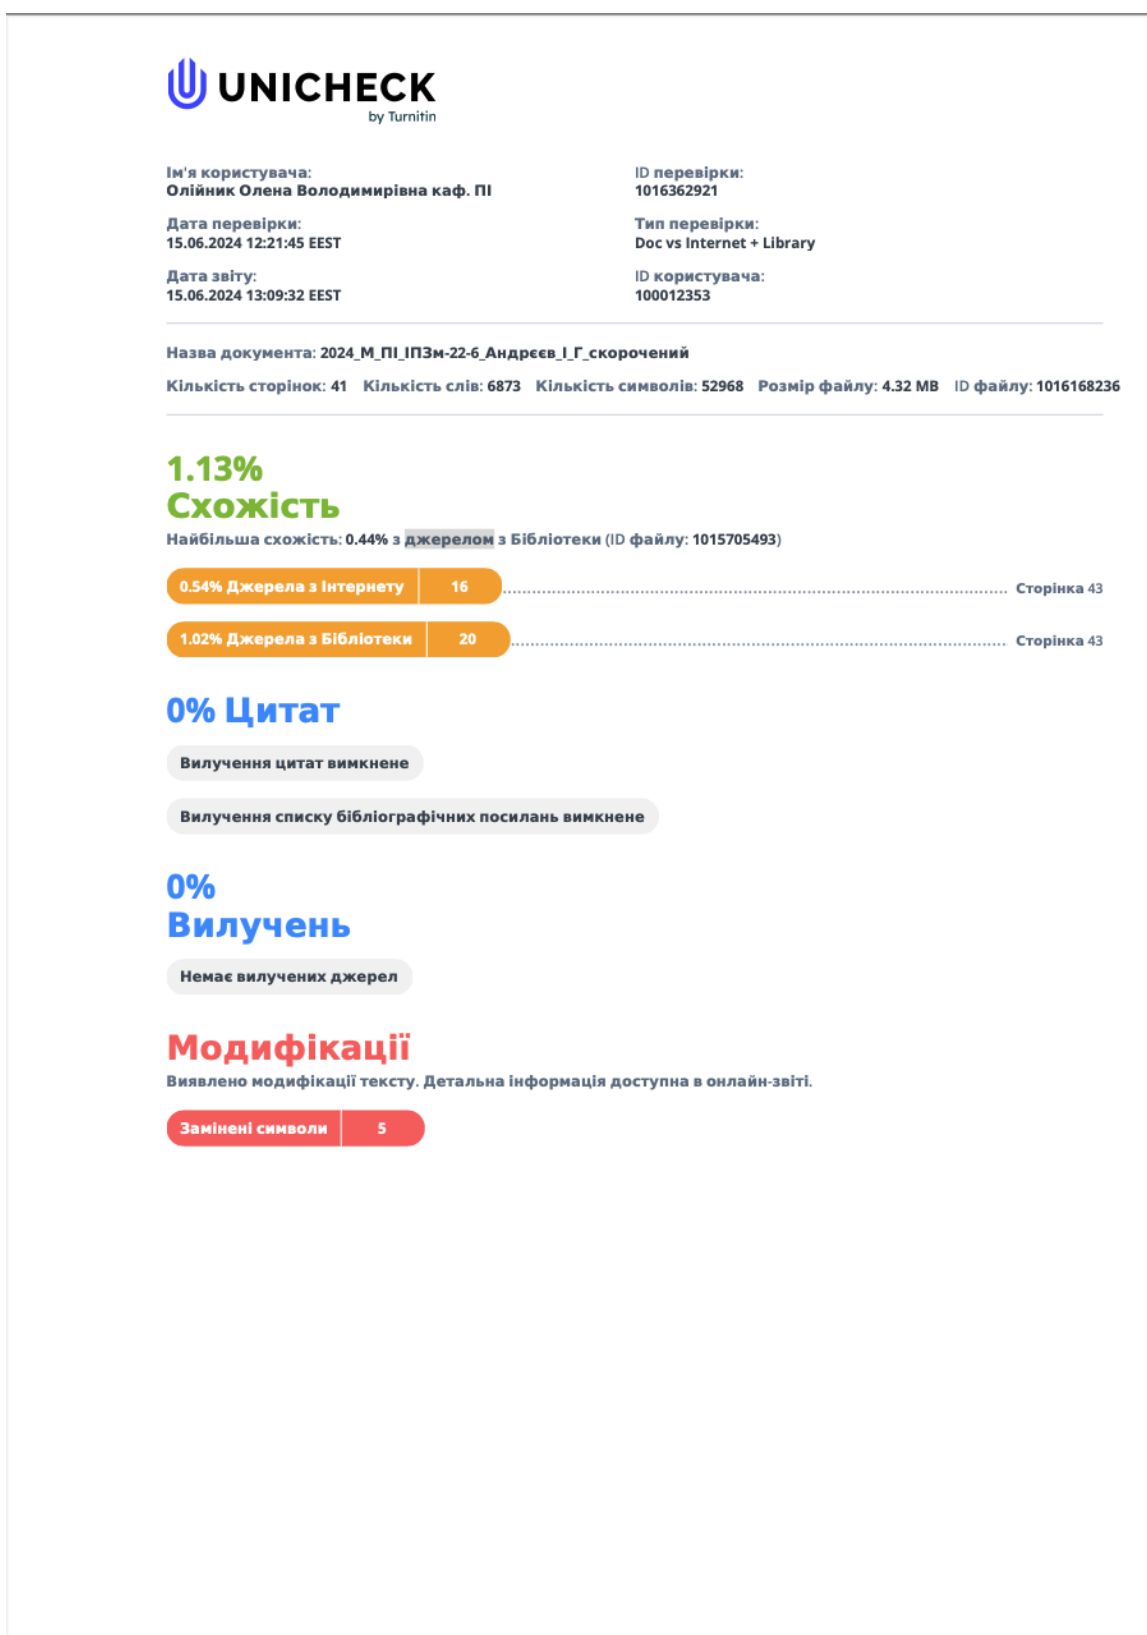 UNICHECK
by Turnitin
Ім'я користувача:
Олійник Олена Володимирівна каф. ПІ
ID перевірки:
1016362921
Дата перевірки:
15.06.2024 12:21:45 EEST
Тип перевірки:
Doc vs Internet + Library
Дата звіту:
15.06.2024 13:09:32 EEST
ID користувача:
100012353
Назва документа: 2024_М_ПІ_ІПЗм-22-6_Андрєєв_І_Г_скорочений
Кількість сторінок: 41 Кількість слів: 6873 Кількість символів: 52968 Розмір файлу: 4.32 MB ID файлу: 1016168236
1.13%
Схожість
Найбільша схожість: 0.44% з джерелом з Бібліотеки (ID файлу: 1015705493)
0.54% Джерела з Інтернету 16 Сторінка 43
1.02% Джерела з Бібліотеки 20 Сторінка 43
0% Цитат
Вилучення цитат вимкнене
Вилучення списку бібліографічних посилань вимкнене
0%
Вилучень
Немає вилучених джерел
Модифікації
Виявлено модифікації тексту. Детальна інформація доступна в онлайн-звіті.
Замінені символи 5